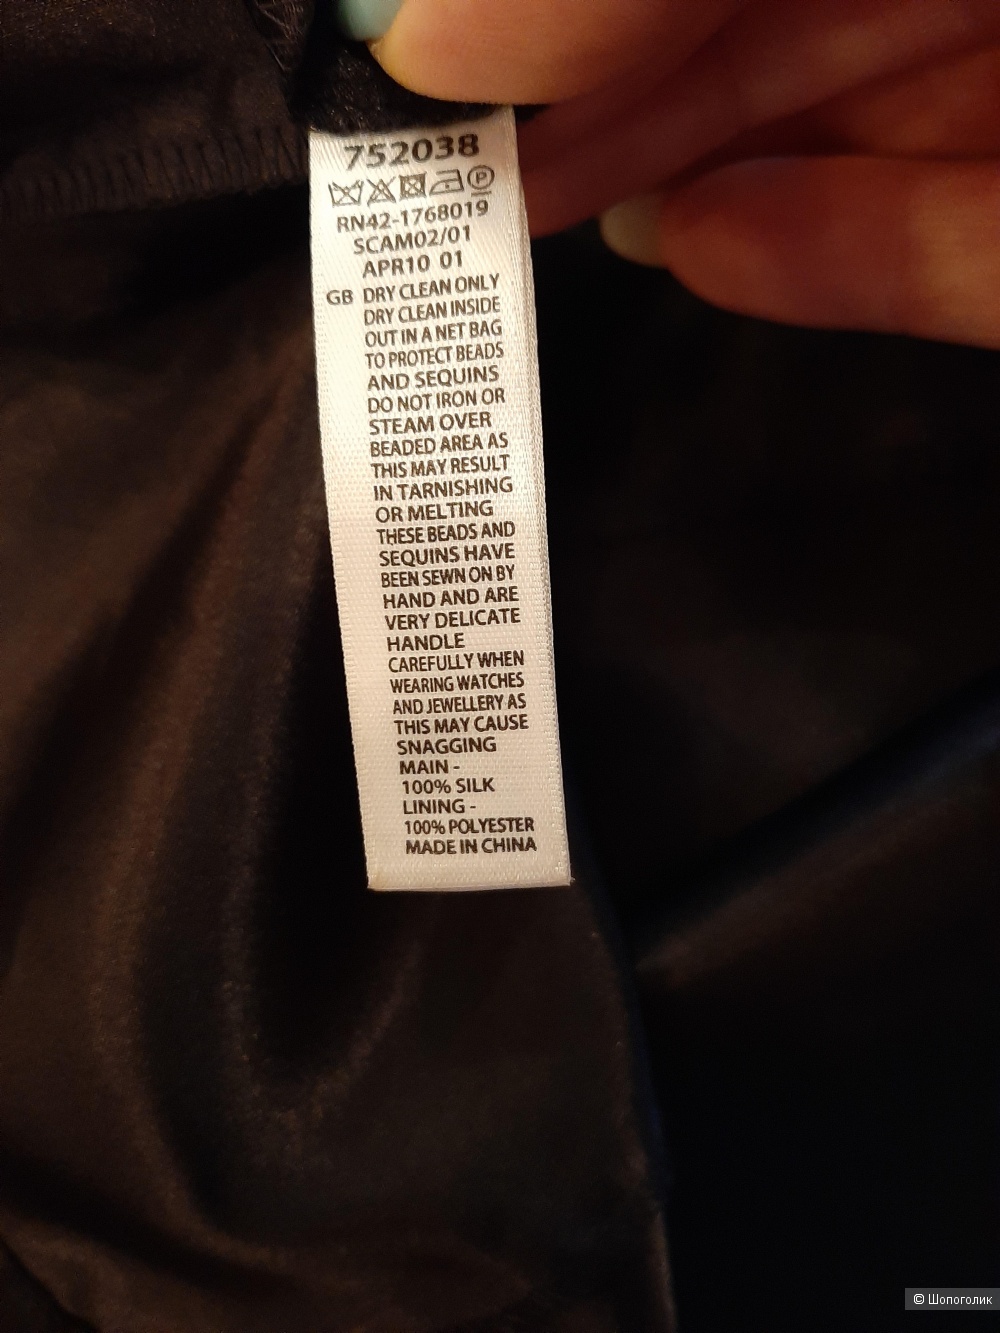 752038
P
RN42-1768019
SCAM02/01
APR10 01
GB DRY CLEAN ONLY
DRY CLEAN INSIDE
OUT IN A NET BAG
TO PROTECT BEADS
AND SEQUINS
DO NOT IRON OR
STEAM OVER
BEADED AREA AS
THIS MAY RESULT
IN TARNISHING
OR MELTING
THESE BEADS AND
SEQUINS HAVE
BEEN SEWN ON BY
HAND AND ARE
VERY DELICATE
HANDLE
CAREFULLY WHEN
WEARING WATCHES
AND JEWELLERY AS
THIS MAY CAUSE
SNAGGING
MAIN -
100% SILK
LINING -
100% POLYESTER
MADE IN CHINA
© Шопоголик